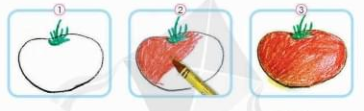 ① ② ③